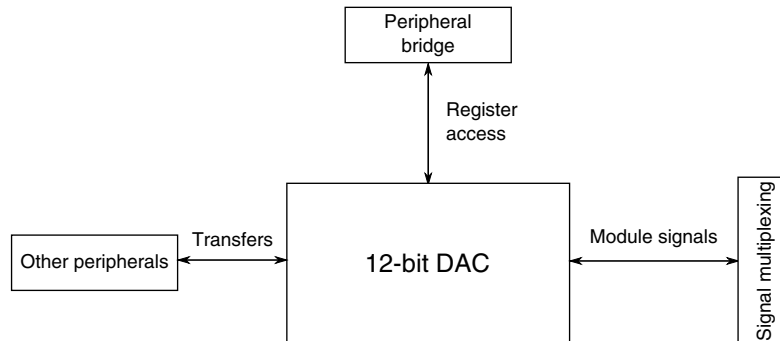 Peripheral
bridge
Register
access
Transfers
Other peripherals
12-bit DAC
Module signals
Signal multiplexing